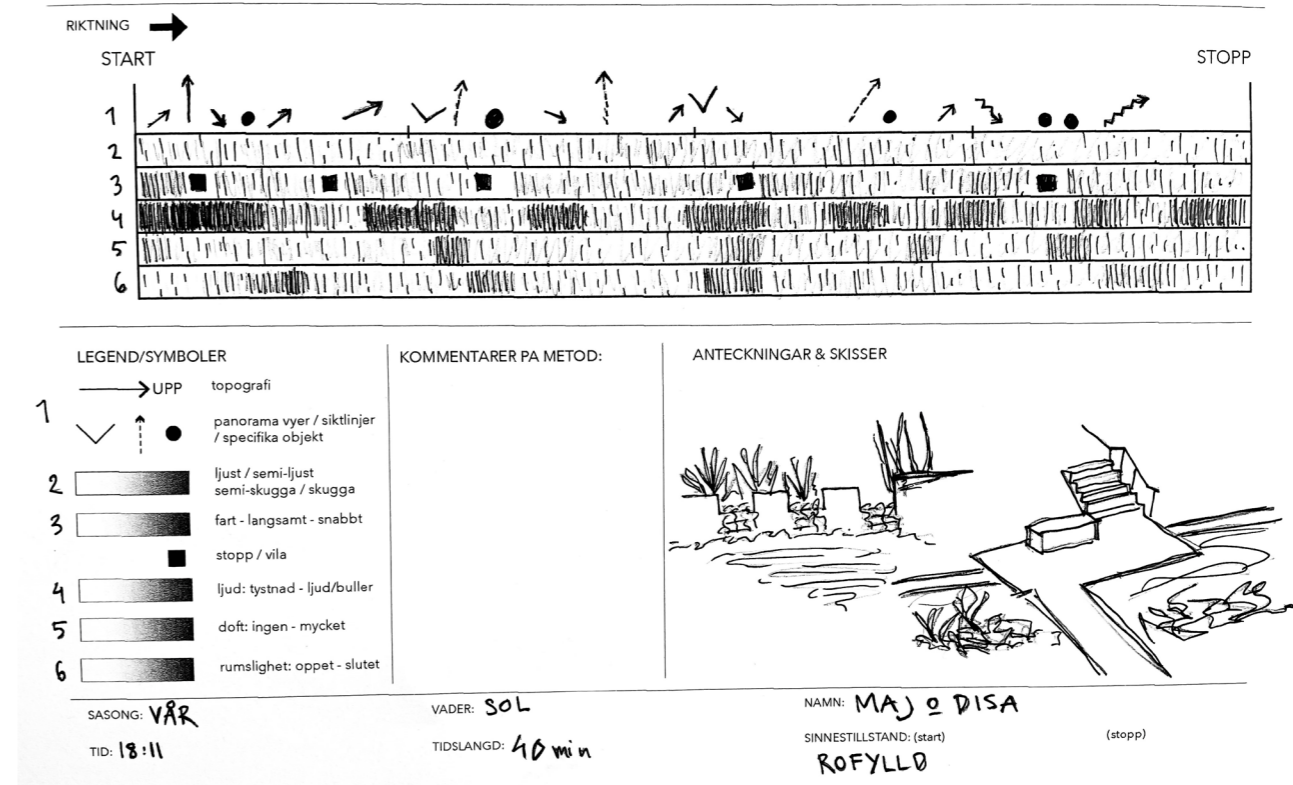 RIKTNING
START
STOPP
1
2
3
4
5
6
LEGEND/SYMBOLER
UPP topografi
1
panorama vyer / siktlinjer
/ specifika objekt
2 ljust / semi-ljust
semi-skugga / skugga
3 fart - langsamt - snabbt
stopp / vila
4 ljud: tystnad - ljud/buller
5 doft: ingen - mycket
6 rumslighet: oppet - slutet
KOMMENTARER PA METOD:
ANTECKNINGAR & SKISSER
SASONG: VÅR
TID: 18:11
VADER: SOL
TIDSLANGD: 40 min
NAMN: MAJ o DISA
SINNESTILLSTAND: (start) (stopp)
ROFYLLD